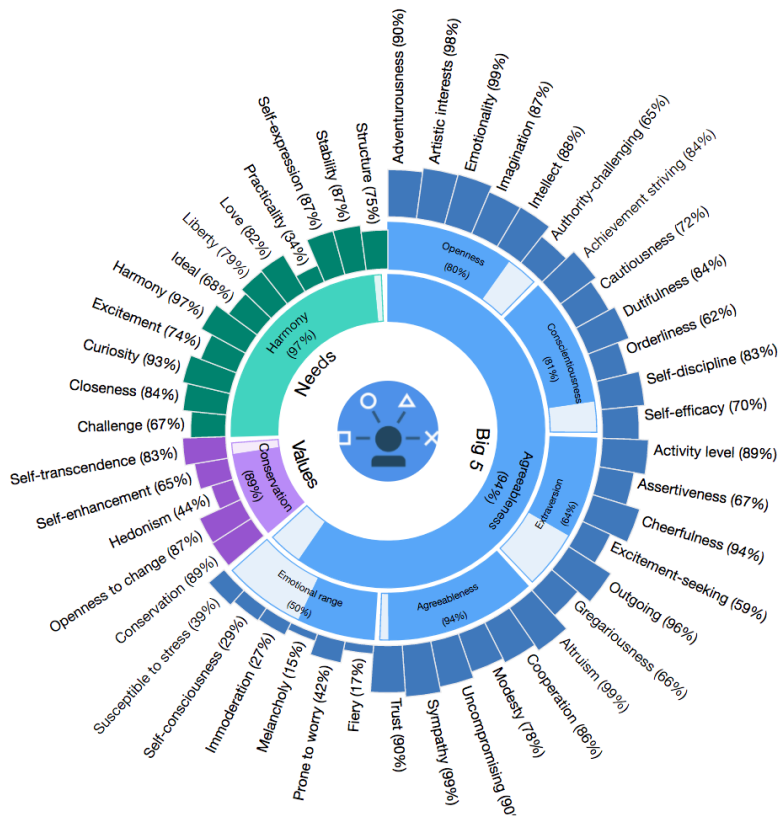 Adventurousness (90%)
Artistic interests (98%)
Emotionality (99%)
Imagination (87%)
Intellect (88%)
Authority-challenging (65%)
Achievement striving (84%)
Cautiousness (72%)
Dutifulness (84%)
Orderliness (62%)
Self-discipline (83%)
Self-efficacy (70%)
Activity level (89%)
Assertiveness (67%)
Cheerfulness (94%)
Excitement-seeking (59%)
Outgoing (96%)
Gregariousness (66%)
Altruism (99%)
Cooperation (86%)
Modesty (78%)
Uncompromising (90
Sympathy (99%)
Trust (90%)
Fiery (17%)
Prone to worry (42%)
Melancholy (15%)
Immoderation (27%)
Self-consciousness (29%)
Susceptible to stress (39%)
Conservation (89%)
Openness to change (87%)
Hedonism (44%)
Self-enhancement (65%)
Self-transcendence (83%)
Challenge (67%)
Closeness (84%)
Curiosity (93%)
Excitement (74%)
Harmony (97%)
Ideal (68%)
Liberty (79%)
Love (82%)
Practicality (34%)
Self-expression (87%)
Stability (87%)
Structure (75%)
Openness
(80%)
Conscientiousness
(81%)
Extraversion
(64%)
Agreeableness
(94%)
Emotional range
(50%)
Conservation
(89%)
Harmony
(97%)
Agreeableness
(94%)
Needs
Values
Big 5